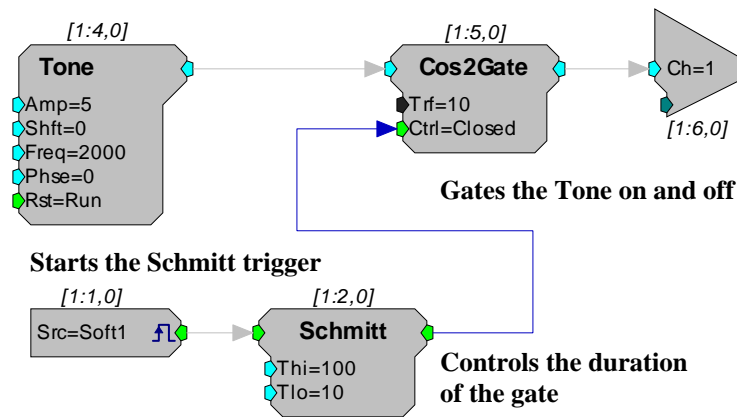 [1:4,0]
Tone
Amp=5
Shft=0
Freq=2000
Phse=0
Rst=Run
[1:5,0]
Cos2Gate
Trf=10
Ctrl=Closed
Ch=1
[1:6,0]
Gates the Tone on and off
Starts the Schmitt trigger
[1:1,0]
Src=Soft1
[1:2,0]
Schmitt
Thi=100
Tlo=10
Controls the duration
of the gate